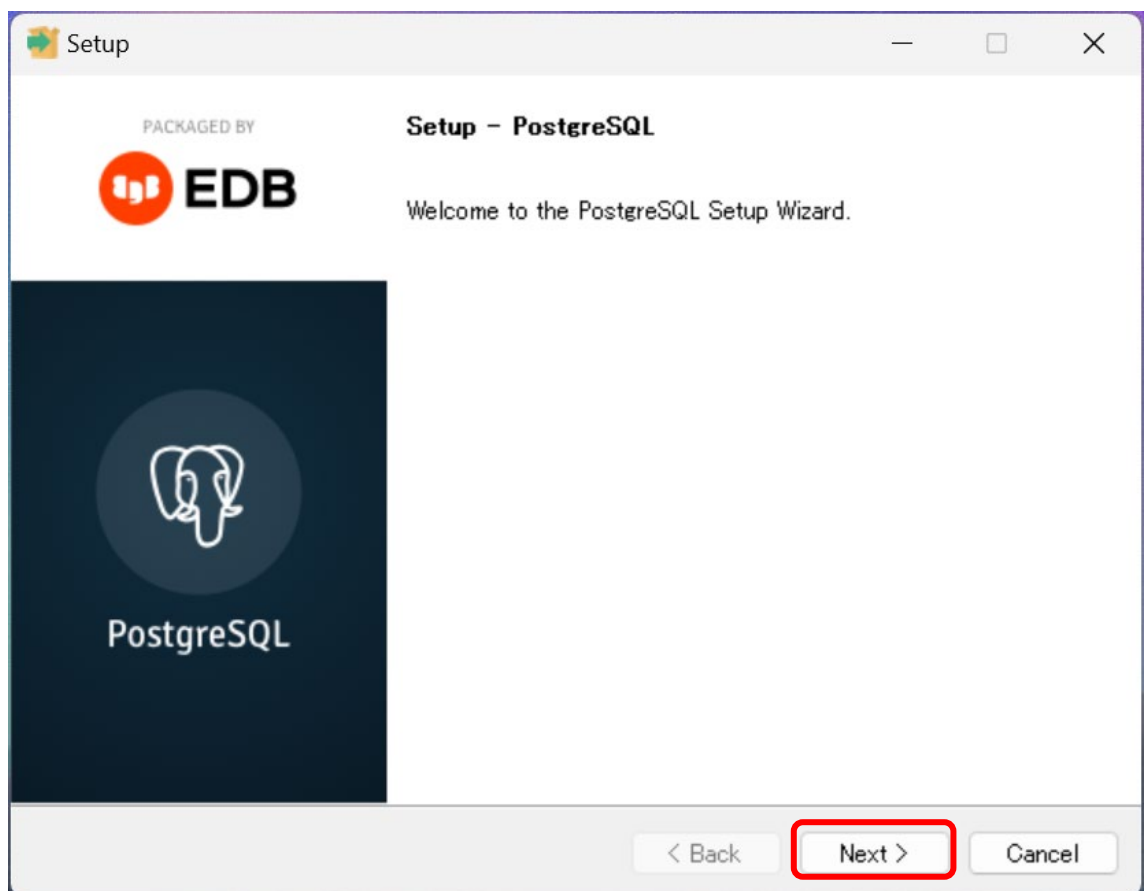 Setup
PACKAGED BY
EDB
Setup - PostgreSQL
Welcome to the PostgreSQL Setup Wizard.
PostgreSQL
< Back
Next >
Cancel